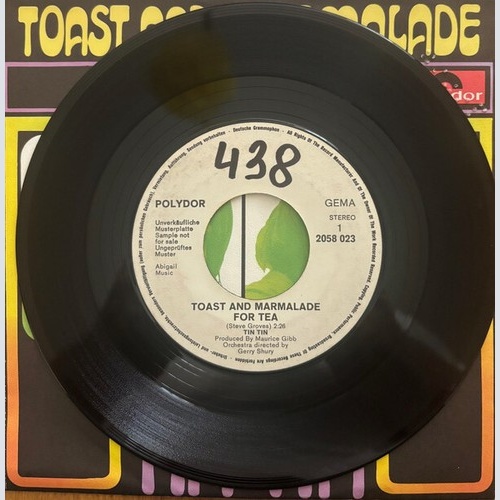 TOAST MALADE
dor
438
POLYDOR
GEMA
Unverkäufliche
Musterplatte
Sample not
for sale
Ungeprüftes
Muster
Abigail
Music
STEREO
1
2058 023
TOAST AND MARMALADE
FOR TEA
(Steve Groves) 2:26
TIN TIN
Produced By Maurice Gibb
Orchestra directed by
Gerry Shury